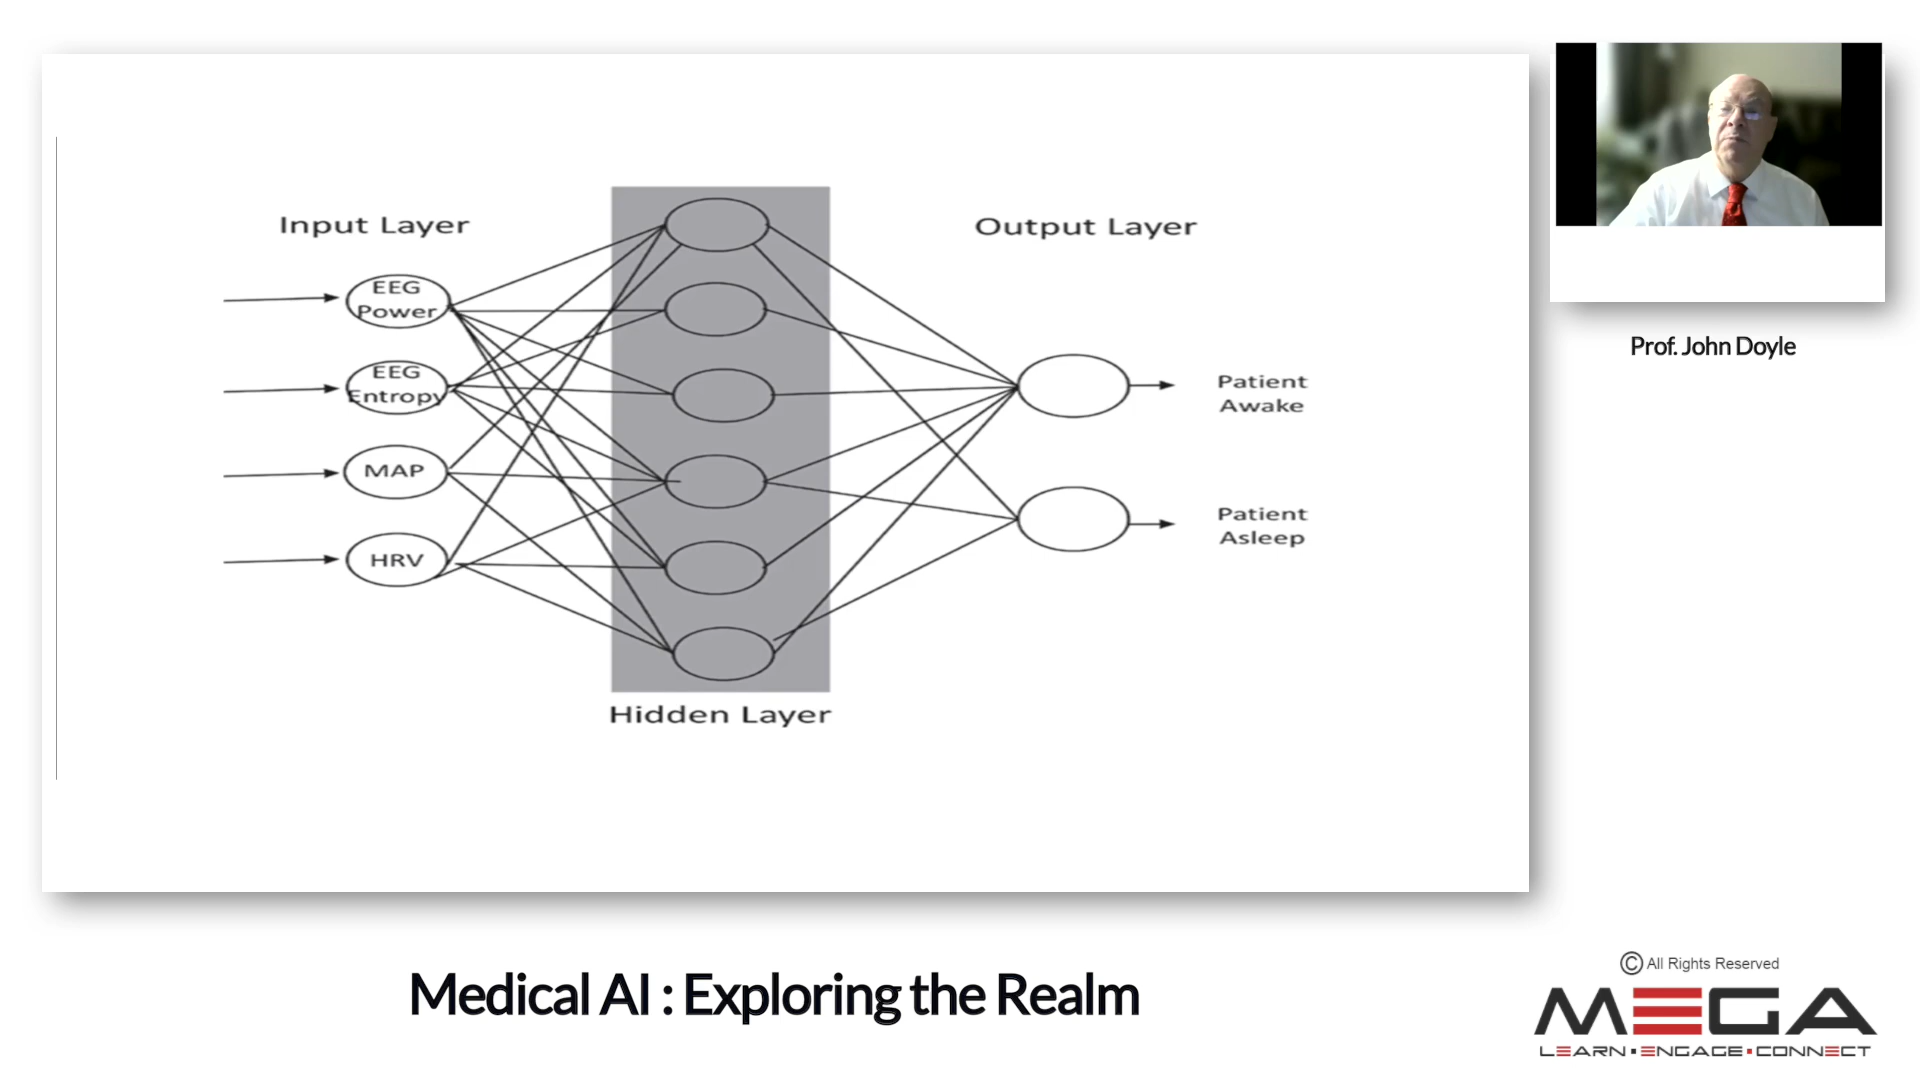 Input Layer
Output Layer
EEG
Power
EEG
Entropy
MAP
HRV
Patient
Awake
Patient
Asleep
Hidden Layer
Prof. John Doyle
Medical AI : Exploring the Realm
© All Rights Reserved
MEGA
LEARN▪ENGAGE▪CONNECT